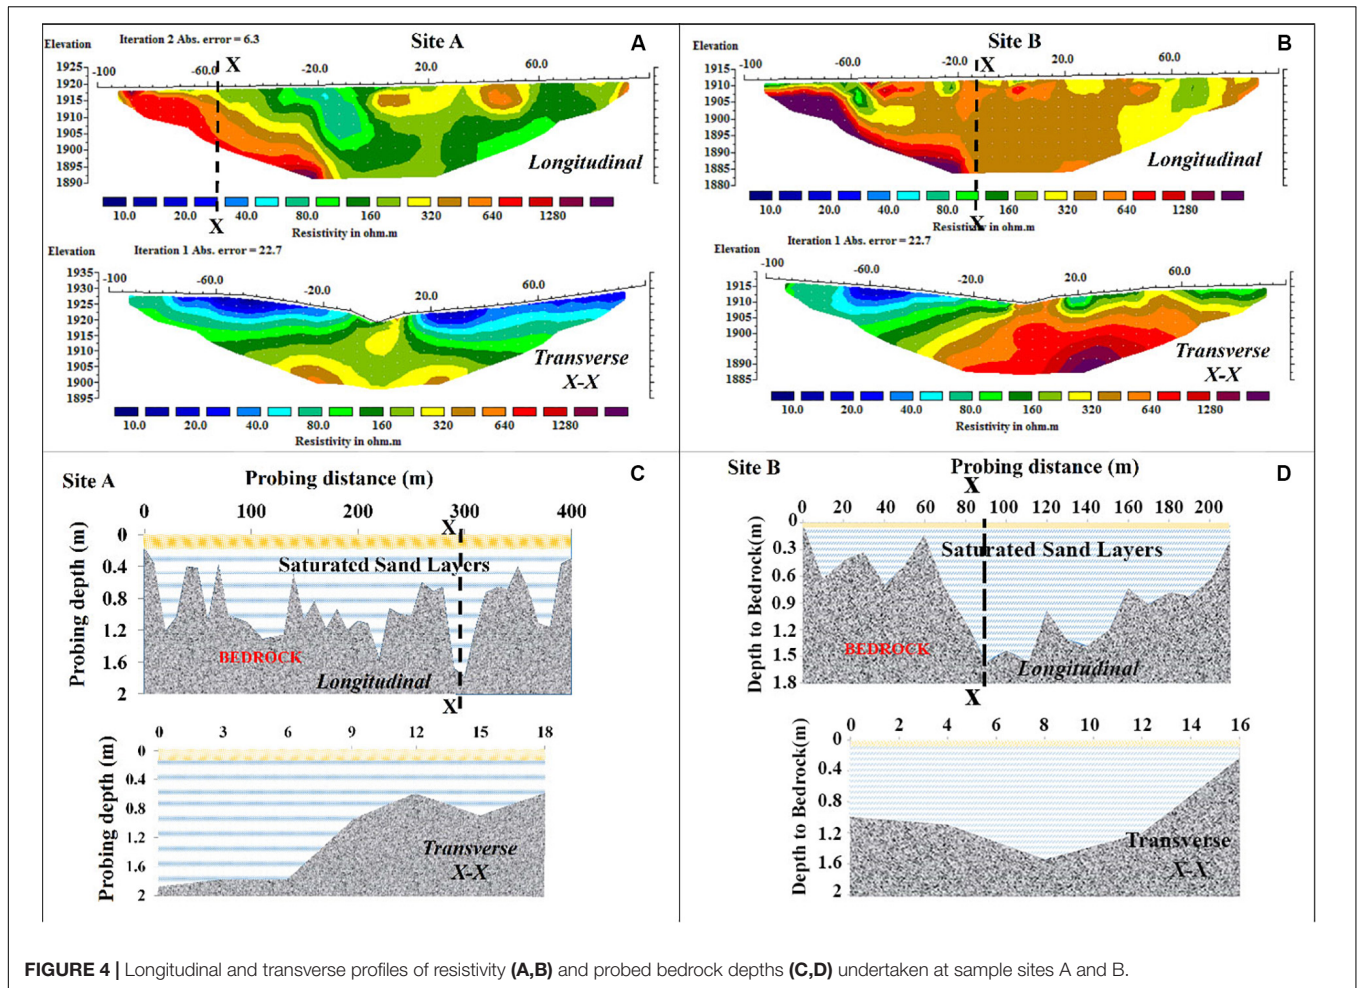 Site A
A
Elevation
Iteration 2 Abs. error = 6.3
X
-100 -60.0 -20.0 20.0 60.0
1925
1920
1915
1910
1905
1900
1895
1890
Longitudinal
10.0 20.0 40.0 80.0 160 320 640 1280
X
Resistivity in ohm.m
Elevation
Iteration 1 Abs. error = 22.7
-100 -60.0 -20.0 20.0 60.0
1935
1930
1925
1920
1915
1910
1905
1900
1895
Transverse
X-X
10.0 20.0 40.0 80.0 160 320 640 1280
Resistivity in ohm.m
Site B
B
Elevation
X
-100 -60.0 -20.0 20.0 60.0
1915
1910
1905
1900
1895
1890
1885
1880
Longitudinal
10.0 20.0 40.0 80.0 160 320 640 1280
X
Resistivity in ohm.m
Elevation
Iteration 1 Abs. error = 22.7
-100 -60.0 -20.0 20.0 60.0
1915
1910
1900
1890
1885
Transverse
X-X
10.0 20.0 40.0 80.0 160 320 640 1280
Resistivity in ohm.m
Site A
Probing distance (m)
C
0 100 200 300 400
X
Probing depth (m)
0
0.4
0.8
1.2
1.6
2
Saturated Sand Layers
BEDROCK
Longitudinal
X
0 3 6 9 12 15 18
Probing depth (m)
0
0.4
0.8
1.2
1.6
2
Transverse
X-X
Site B
Probing distance (m)
D
X
0 20 40 60 80 100 120 140 160 180 200
Depth to Bedrock(m)
0
0.3
0.6
0.9
1.2
1.5
1.8
Saturated Sand Layers
BEDROCK
Longitudinal
X
0 2 4 6 8 10 12 14 16
Depth to Bedrock(m)
0
0.4
0.8
1.2
1.6
2
Transverse
X-X
FIGURE 4 | Longitudinal and transverse profiles of resistivity (A,B) and probed bedrock depths (C,D) undertaken at sample sites A and B.